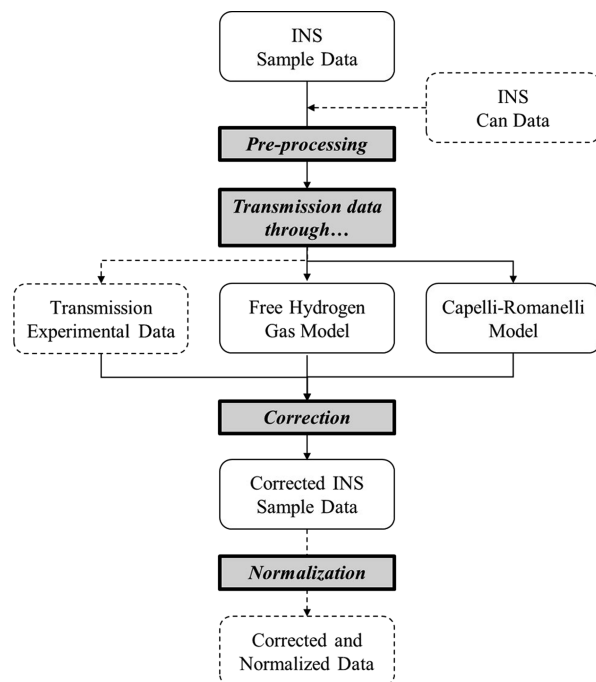 INS
Sample Data
INS
Can Data
Pre-processing
Transmission data
through…
Transmission
Experimental Data
Free Hydrogen
Gas Model
Capelli-Romanelli
Model
Correction
Corrected INS
Sample Data
Normalization
Corrected and
Normalized Data